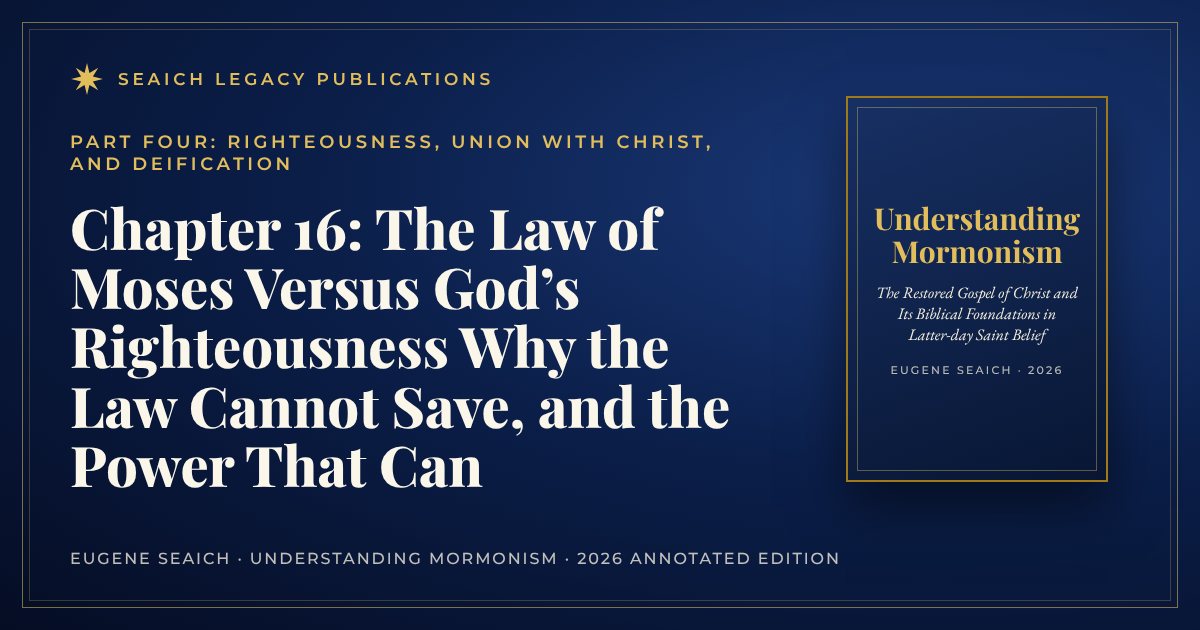 SEAICH LEGACY PUBLICATIONS
PART FOUR: RIGHTEOUSNESS, UNION WITH CHRIST,
AND DEIFICATION
Chapter 16: The Law of
Moses Versus God’s
Righteousness Why the
Law Cannot Save, and the
Power That Can
EUGENE SEAICH · UNDERSTANDING MORMONISM · 2026 ANNOTATED EDITION
Understanding
Mormonism
The Restored Gospel of Christ and
Its Biblical Foundations in
Latter-day Saint Belief
EUGENE SEAICH · 2026